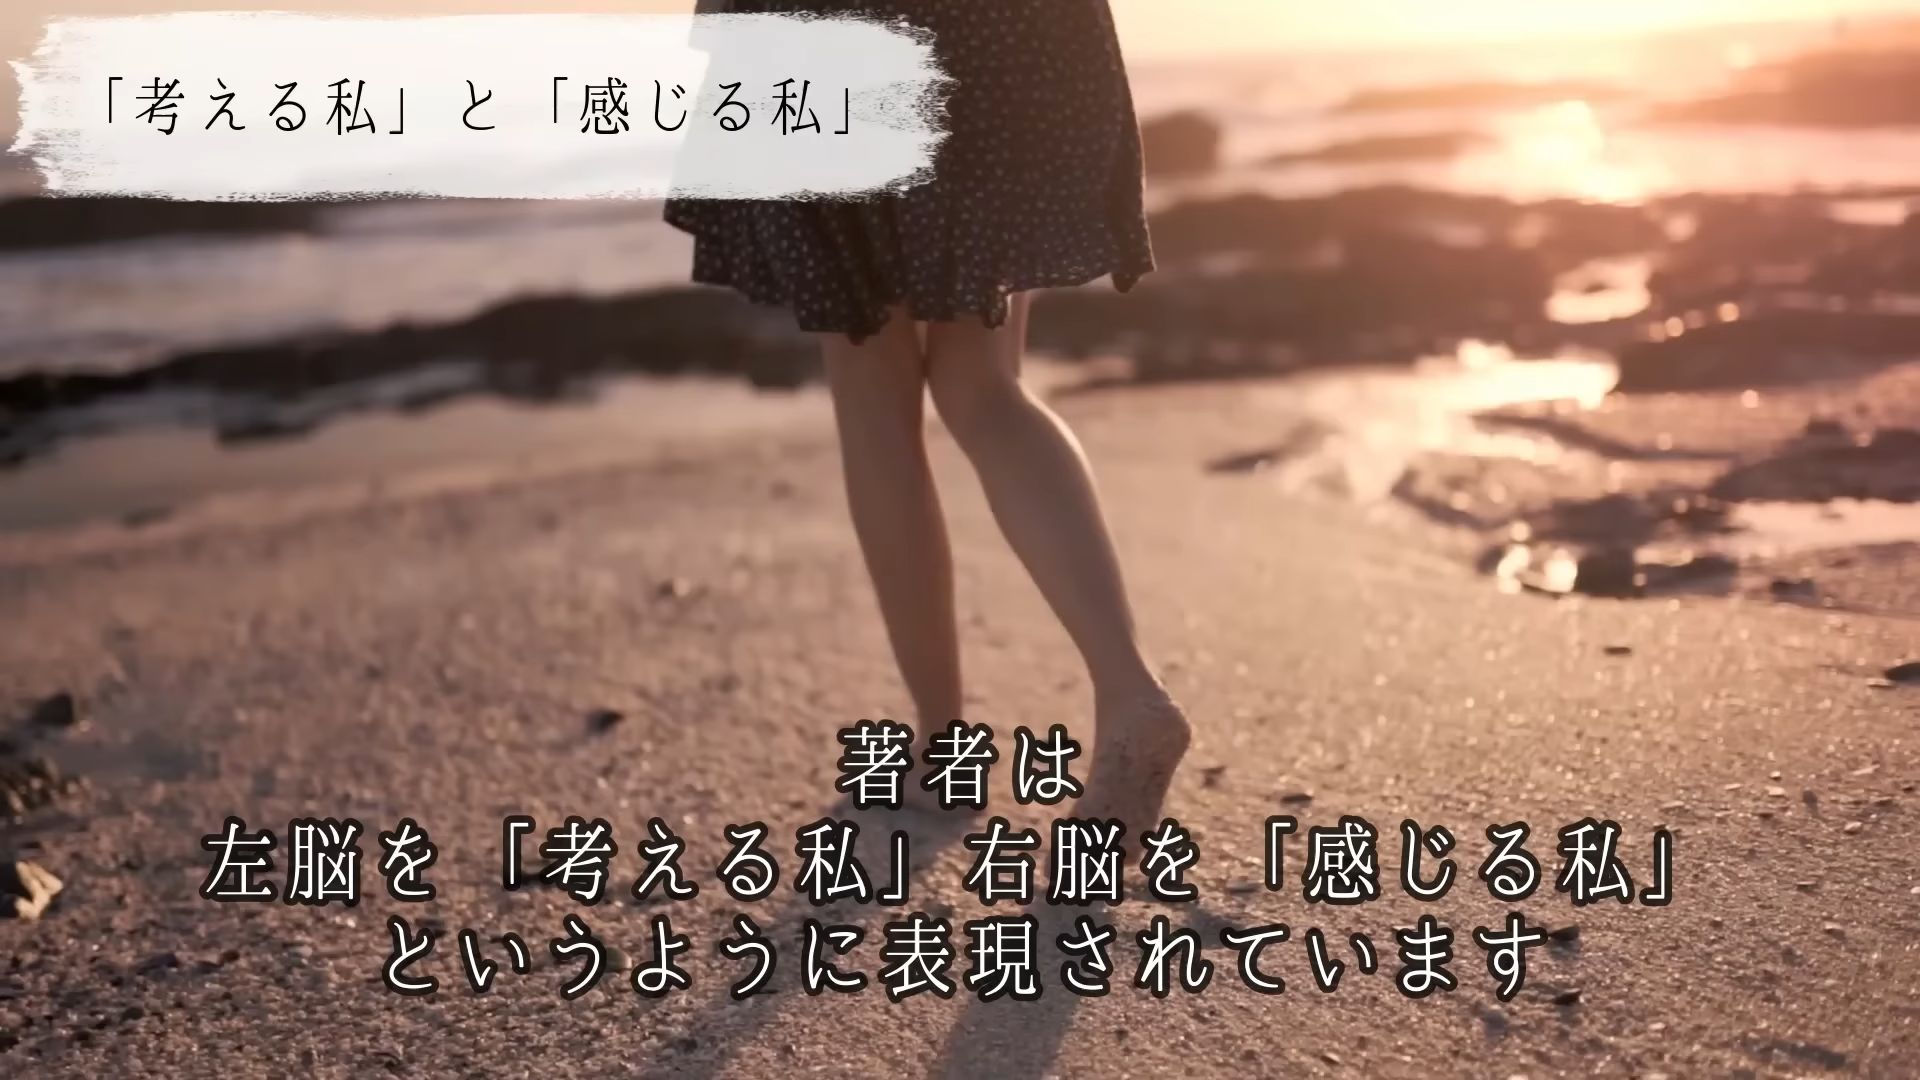 「考える私」と「感じる私」
著者は
左脳を「考える私」右脳を「感じる私」
というように表現されています